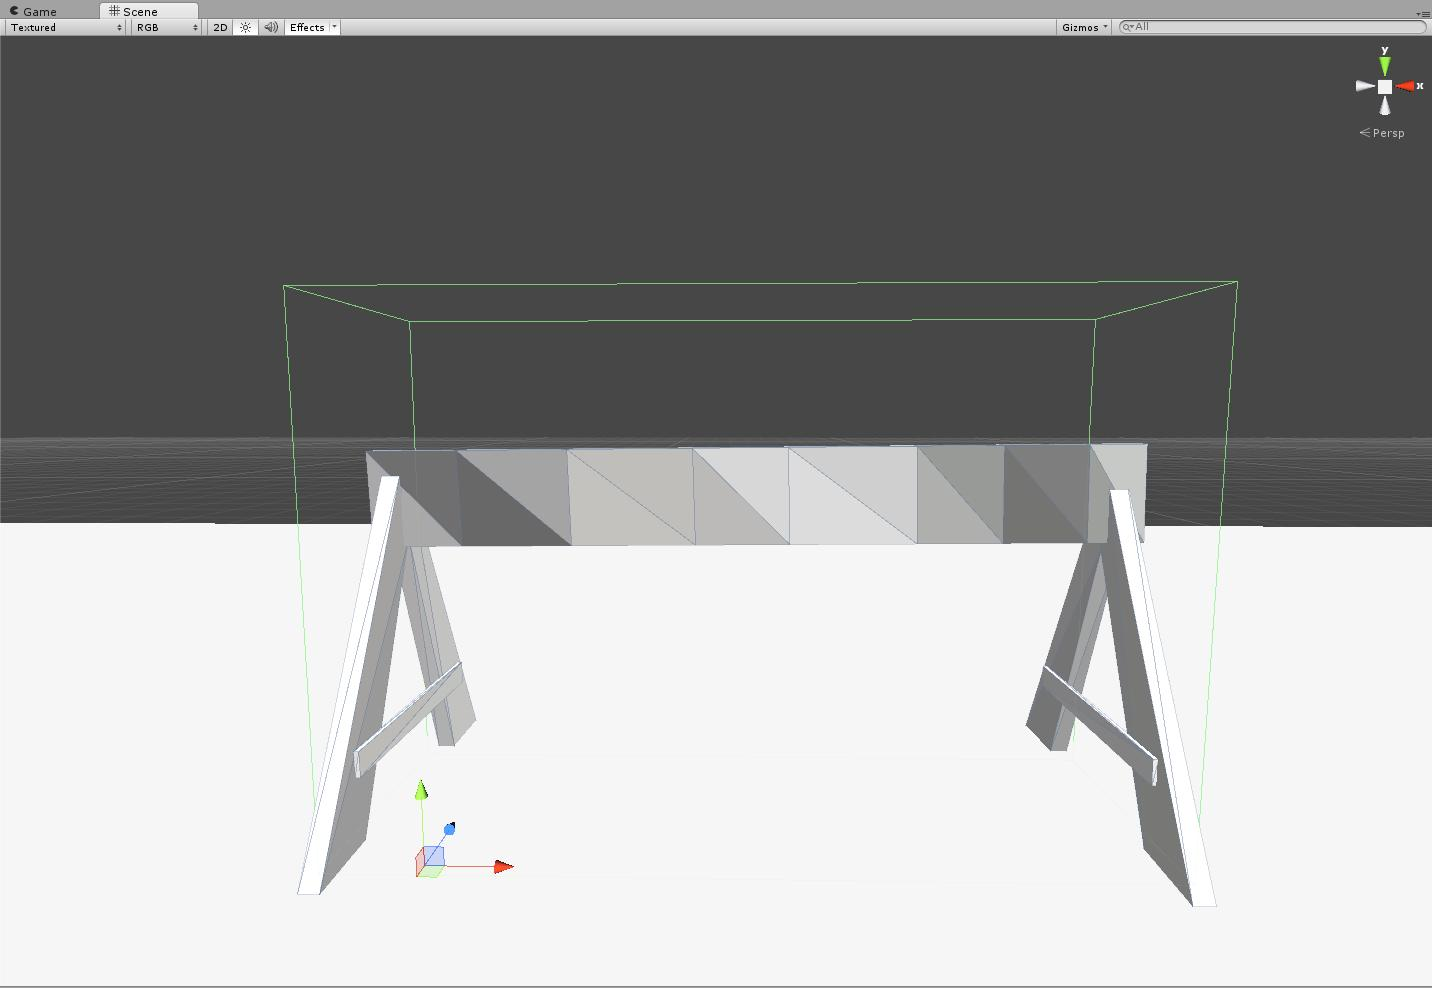 Game Scene
Textured RGB 2D Effects Gizmos All
y
x
Persp